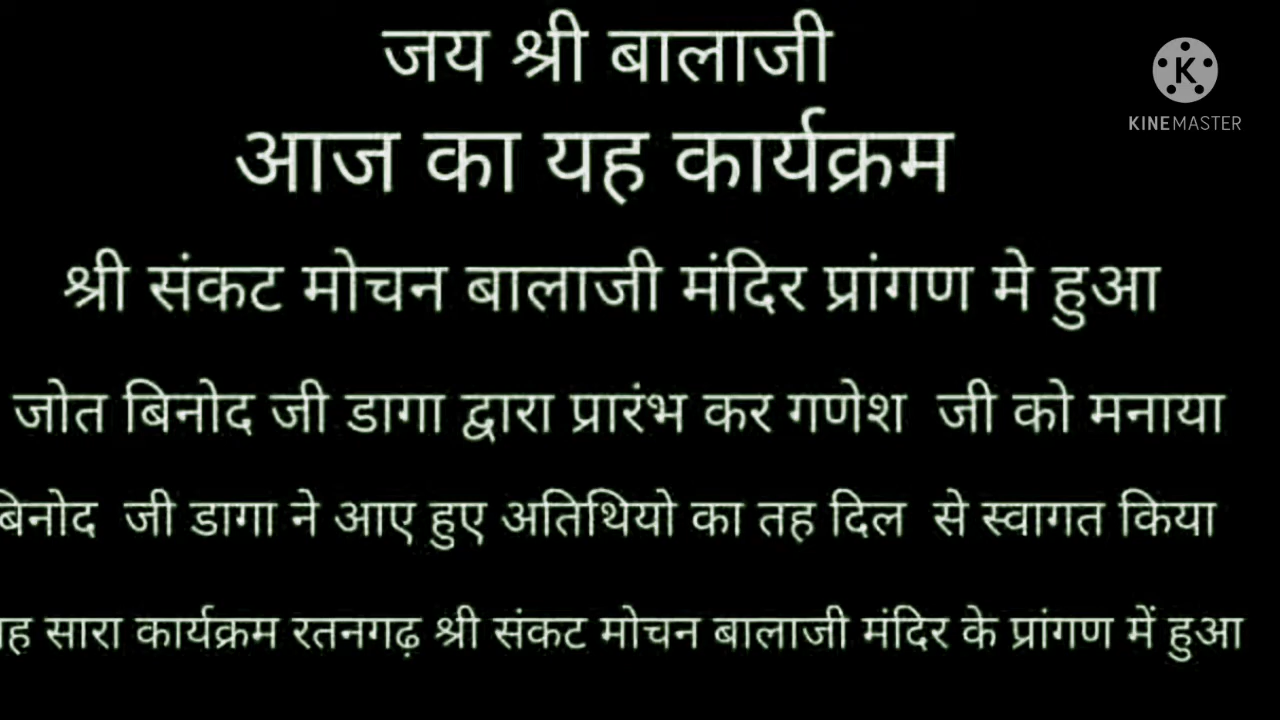 जय श्री बालाजी
KINEMASTER
आज का यह कार्यक्रम
श्री संकट मोचन बालाजी मंदिर प्रांगण मे हुआ
जोत बिनोद जी डागा द्वारा प्रारंभ कर गणेश जी को मनाया
बिनोद जी डागा ने आए हुए अतिथियो का तह दिल से स्वागत किया
सारा कार्यक्रम रतनगढ़ श्री संकट मोचन बालाजी मंदिर के प्रांगण में हुआ